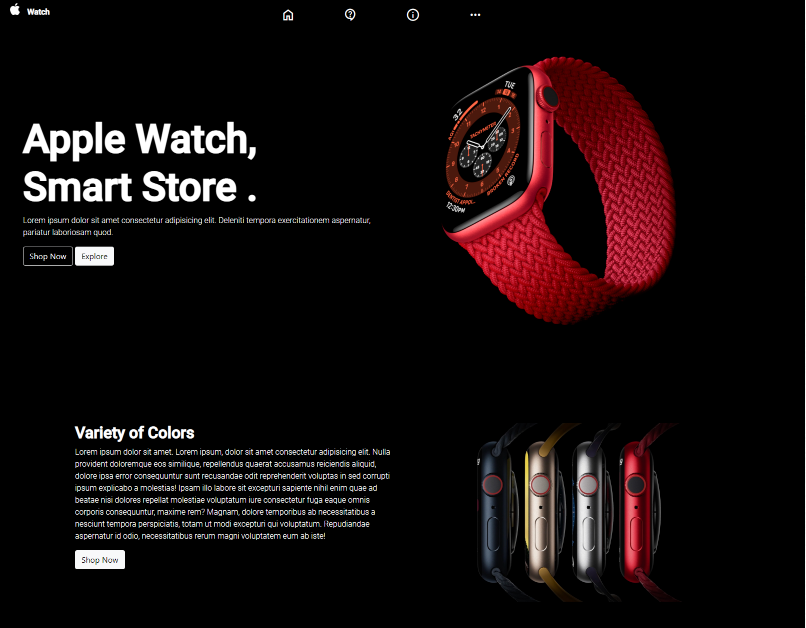 Watch
Apple Watch,
Smart Store .
Lorem ipsum dolor sit amet consectetur adipisicing elit. Deleniti tempora exercitationem aspernatur,
pariatur laboriosam quod.
Shop Now
Explore
TUE
32
TACHYMETER
12:30PM
Variety of Colors
Lorem ipsum dolor sit amet. Lorem ipsum, dolor sit amet consectetur adipisicing elit. Nulla
provident doloremque eos similique, repellendus quaerat accusamus reiciendis aliquid,
dolore ipsa error consequuntur sunt recusandae odit reprehenderit voluptas in sed corrupti
ipsum explicabo a molestias! Ipsam illo labore sit excepturi sapiente nihil enim quae ad
beatae nisi dolores repellat molestiae voluptatum iure consectetur fuga eaque omnis
corporis consequuntur, maxime rem? Magnam, dolore temporibus ab necessitatibus a
nesciunt tempora perspiciatis, totam ut modi excepturi qui voluptatum. Repudiandae
aspernatur id odio, necessitatibus rerum magni voluptatem eum ab iste!
Shop Now